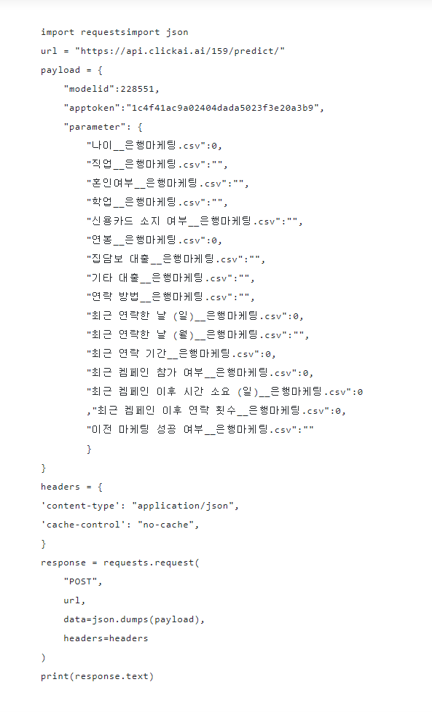 import requestsimport json
url = "https://api.clickai.ai/159/predict/"
payload = {
"modelid":228551,
"apptoken":"1c4f41ac9a02404dada5023f3e20a3b9",
"parameter": {
"나이__은행마케팅.csv":0,
"직업__은행마케팅.csv":"",
"혼인여부__은행마케팅.csv":"",
"학업__은행마케팅.csv":"",
"신용카드 소지 여부__은행마케팅.csv":"",
"연봉__은행마케팅.csv":0,
"집담보 대출__은행마케팅.csv":"",
"기타 대출__은행마케팅.csv":"",
"연락 방법__은행마케팅.csv":"",
"최근 연락한 날 (일)__은행마케팅.csv":0,
"최근 연락한 날 (월)__은행마케팅.csv":"",
"최근 연락 기간__은행마케팅.csv":0,
"최근 켐페인 참가 여부__은행마케팅.csv":0,
"최근 켐페인 이후 시간 소요 (일)__은행마케팅.csv":0
,"최근 켐페인 이후 연락 횟수__은행마케팅.csv":0,
"이전 마케팅 성공 여부__은행마케팅.csv":""
}
}
headers = {
'content-type': "application/json",
'cache-control': "no-cache",
}
response = requests.request(
"POST",
url,
data=json.dumps(payload),
headers=headers
)
print(response.text)